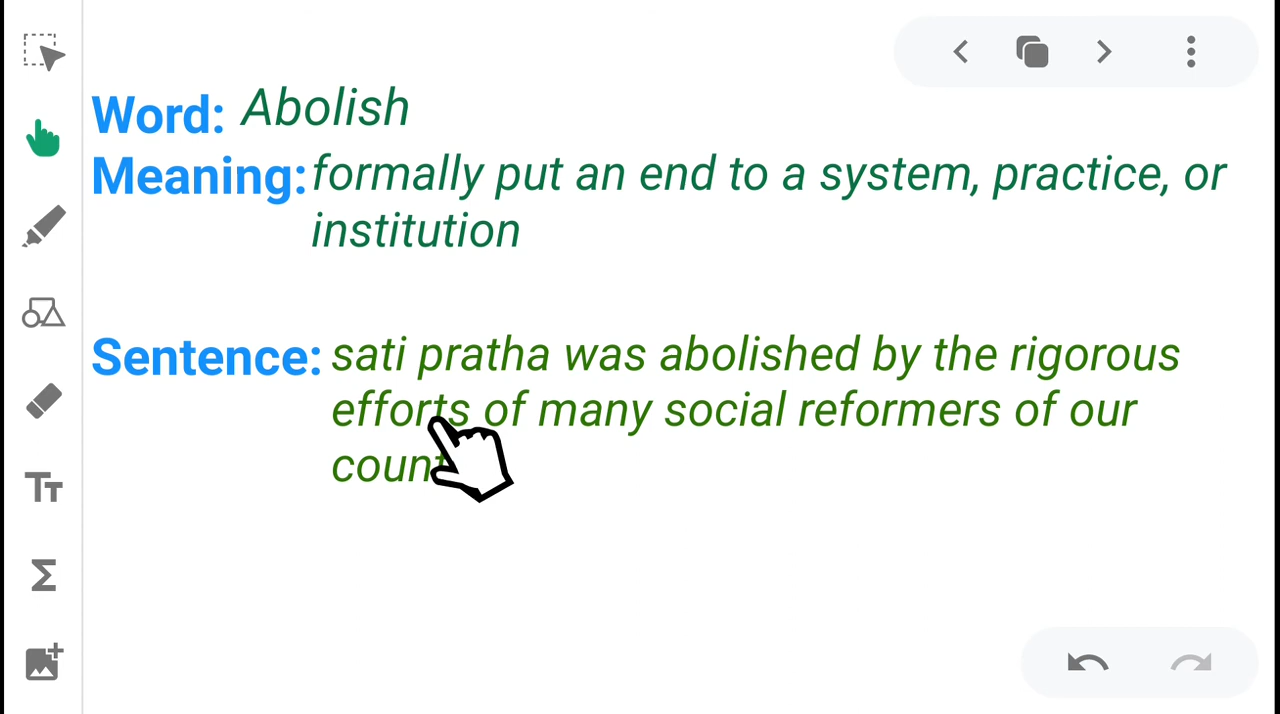 Word: Abolish
Meaning: formally put an end to a system, practice, or
institution
Sentence: sati pratha was abolished by the rigorous
efforts of many social reformers of our